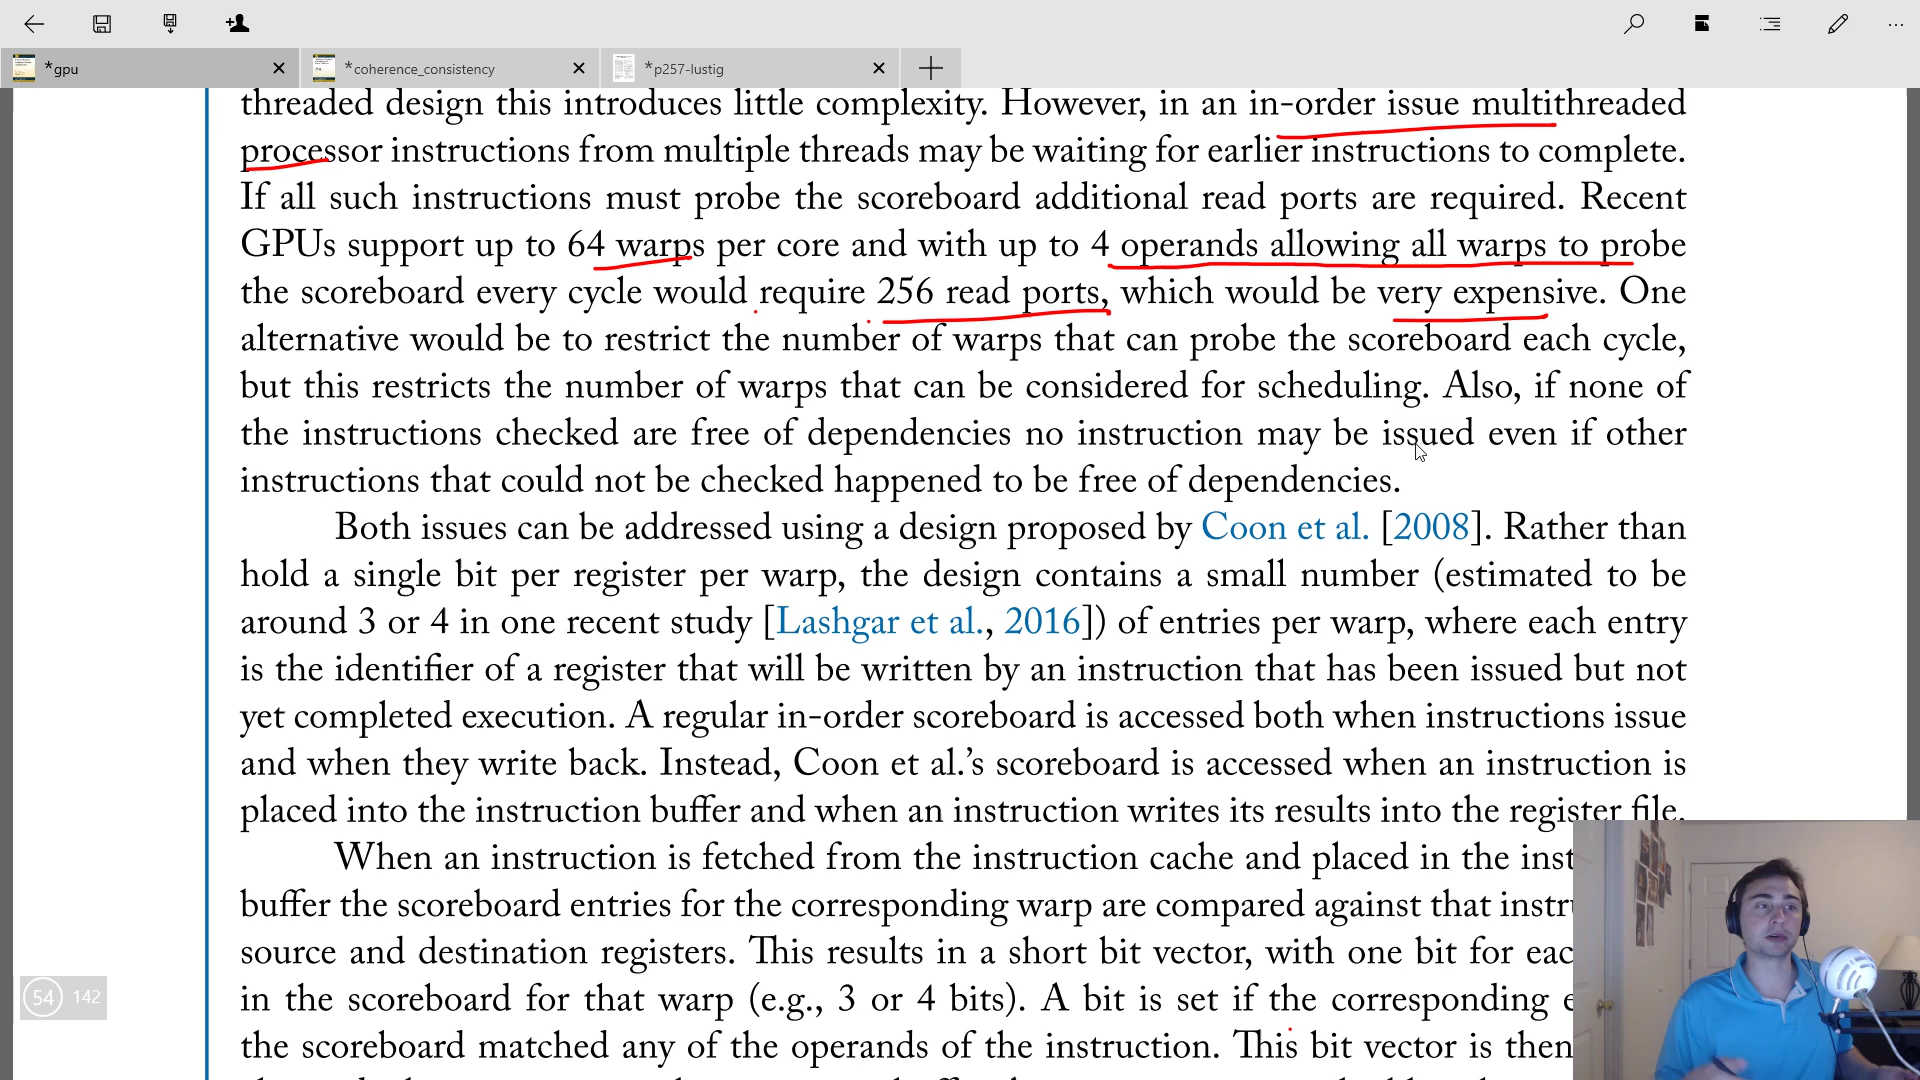 *gpu
*coherence_consistency
*p257-lustig
threaded design this introduces little complexity. However, in an in-order issue multithreaded
processor instructions from multiple threads may be waiting for earlier instructions to complete.
If all such instructions must probe the scoreboard additional read ports are required. Recent
GPUs support up to 64 warps per core and with up to 4 operands allowing all warps to probe
the scoreboard every cycle would require 256 read ports, which would be very expensive. One
alternative would be to restrict the number of warps that can probe the scoreboard each cycle,
but this restricts the number of warps that can be considered for scheduling. Also, if none of
the instructions checked are free of dependencies no instruction may be issued even if other
instructions that could not be checked happened to be free of dependencies.
Both issues can be addressed using a design proposed by Coon et al. [2008]. Rather than
hold a single bit per register per warp, the design contains a small number (estimated to be
around 3 or 4 in one recent study [Lashgar et al., 2016]) of entries per warp, where each entry
is the identifier of a register that will be written by an instruction that has been issued but not
yet completed execution. A regular in-order scoreboard is accessed both when instructions issue
and when they write back. Instead, Coon et al.’s scoreboard is accessed when an instruction is
placed into the instruction buffer and when an instruction writes its results into the register file.
When an instruction is fetched from the instruction cache and placed in the inst
buffer the scoreboard entries for the corresponding warp are compared against that instr
source and destination registers. This results in a short bit vector, with one bit for eac
in the scoreboard for that warp (e.g., 3 or 4 bits). A bit is set if the corresponding e
the scoreboard matched any of the operands of the instruction. This bit vector is then
54 142